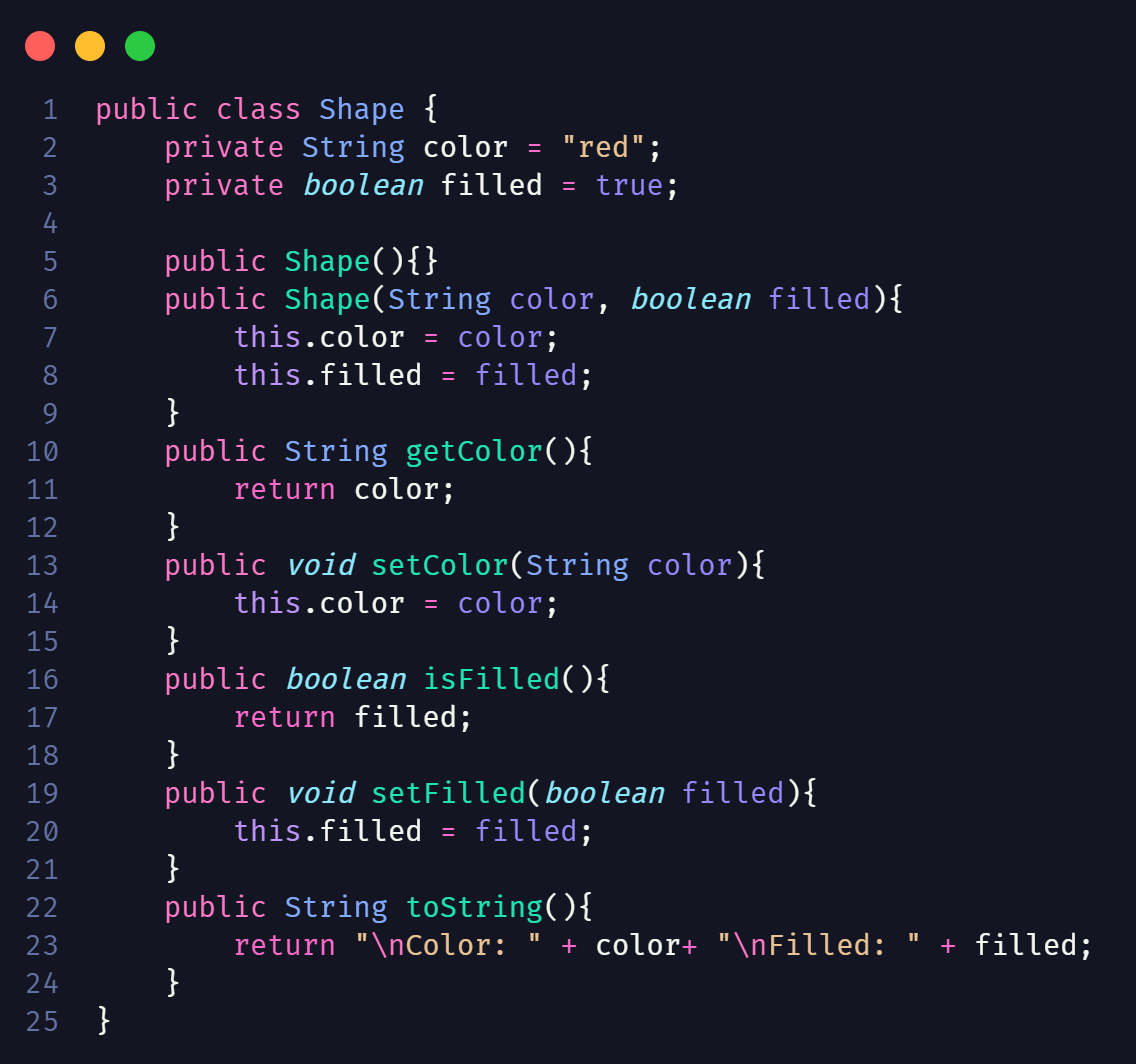 1 public class Shape {
2     private String color = "red";
3     private boolean filled = true;
4
5     public Shape(){}
6     public Shape(String color, boolean filled){
7         this.color = color;
8         this.filled = filled;
9     }
10     public String getColor(){
11         return color;
12     }
13     public void setColor(String color){
14         this.color = color;
15     }
16     public boolean isFilled(){
17         return filled;
18     }
19     public void setFilled(boolean filled){
20         this.filled = filled;
21     }
22     public String toString(){
23         return "\nColor: " + color+ "\nFilled: " + filled;
24     }
25 }